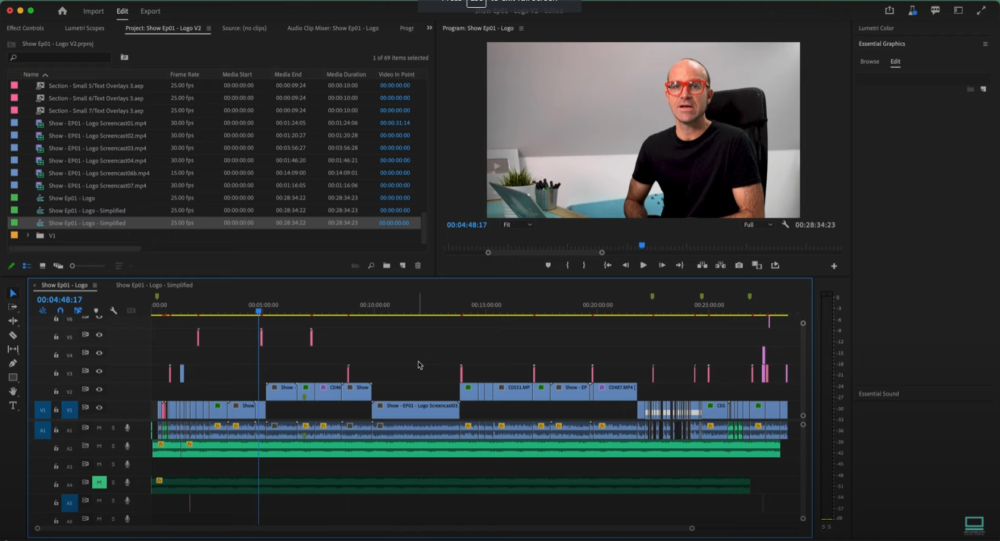 Import Edit Export
Show Ep01 - Logo V2 - Edited
Effect Controls Lumetri Scopes Project: Show Ep01 - Logo V2 Source: (no clips) Audio Clip Mixer: Show Ep01 - Logo Progr
Program: Show Ep01 - Logo
Lumetri Color
Show Ep01 - Logo V2.prproj
Essential Graphics
1 of 69 items selected
Browse Edit
Name Frame Rate Media Start Media End Media Duration Video In Point
Section - Small 5/Text Overlays 3.aep 25.00 fps 00:00:00:00 00:00:09:24 00:00:10:00 00:00:00:00
Section - Small 6/Text Overlays 3.aep 25.00 fps 00:00:00:00 00:00:09:24 00:00:10:00 00:00:00:00
Section - Small 7/Text Overlays 3.aep 25.00 fps 00:00:00:00 00:00:09:24 00:00:10:00 00:00:00:00
Show - EP01 - Logo Screencast01.mp4 30.00 fps 00:00:00:00 00:01:24:05 00:01:24:06 00:00:31:14
Show - EP01 - Logo Screencast02.mp4 30.00 fps 00:00:00:00 00:01:20:27 00:01:20:28 00:00:00:00
Show - EP01 - Logo Screencast03.mp4 30.00 fps 00:00:00:00 00:03:56:27 00:03:56:28 00:00:00:00
Show - EP01 - Logo Screencast04.mp4 30.00 fps 00:00:00:00 00:01:46:20 00:01:46:21 00:00:00:00
Show - EP01 - Logo Screencast06b.mp4 15.00 fps 00:00:00:00 00:14:09:00 00:14:09:01 00:00:00:00
Show - EP01 - Logo Screencast07.mp4 30.00 fps 00:00:00:00 00:01:16:05 00:01:16:06 00:00:00:00
Show Ep01 - Logo 25.00 fps 00:00:00:00 00:28:34:22 00:28:34:23 00:00:00:00
Show Ep01 - Logo - Simplified 25.00 fps 00:00:00:00 00:28:34:22 00:28:34:23 00:00:00:00
Show Ep01 - Logo - Simplified 25.00 fps 00:00:00:00 00:28:34:22 00:28:34:23 00:00:00:00
V1
00:04:48:17 Fit Full 00:28:34:23
Show Ep01 - Logo Show Ep01 - Logo - Simplified
00:04:48:17
:00:00 00:05:00:00 00:10:00:00 00:15:00:00 00:20:00:00 00:25:00:00
V6
V5
V4
V3
V2 Show - fx C046 Show fx C0551.MP fx Show - EP fx C0487.MP4 [
V1 V1 fx Show Show - EP01 - Logo Screencast03. fx C05 fx
A1 A1 M S fx fx fx fx fx fx fx fx fx fx fx
A2 M S fx fx
A3 M S
A4 M S fx
A5 M S
A6 M S
0
-3
-6
-9
-12
-15
-18
-21
-24
-27
-30
-33
-36
-39
-42
-45
-48
-51
-54
-57
dB
S S
Essential Sound